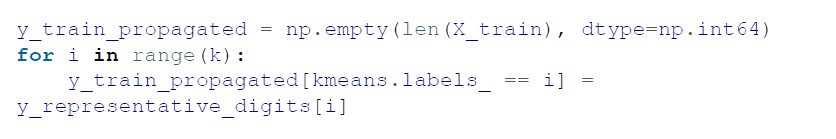 y_train_propagated = np.empty(len(X_train), dtype=np.int64)
for i in range(k):
    y_train_propagated[kmeans.labels_ == i] =
y_representative_digits[i]